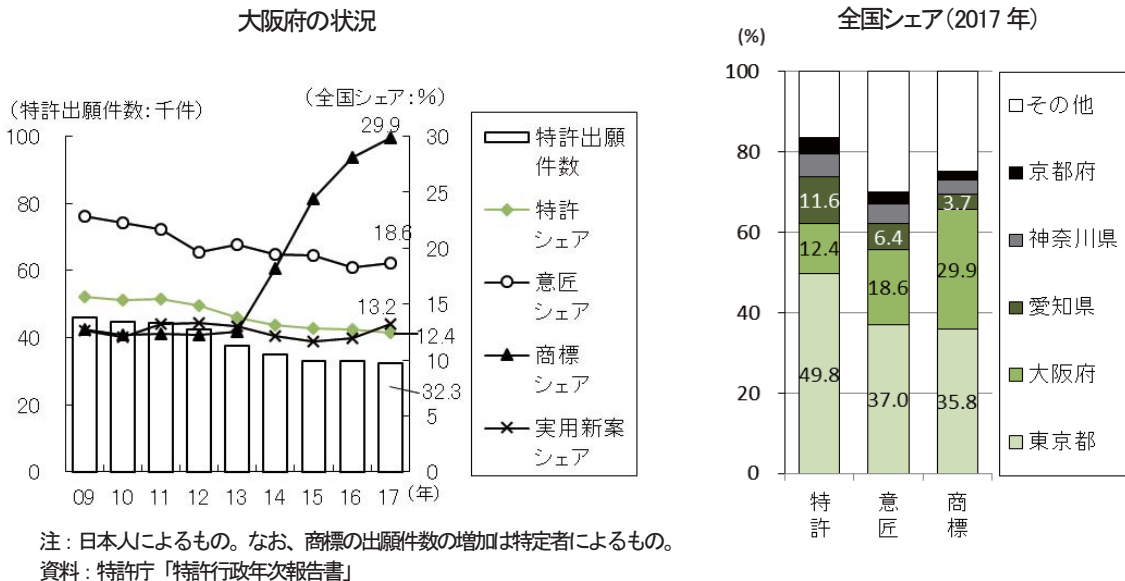 大阪府の状況
(特許出願件数:千件)
(全国シェア:%)
100
80
60
40
20
0
30
25
20
15
10
5
0
29.9
18.6
13.2
12.4
32.3
09 10 11 12 13 14 15 16 17 (年)
特許出願
件数
特許
シェア
意匠
シェア
商標
シェア
実用新案
シェア
全国シェア(2017 年)
(%)
100
80
60
40
20
0
11.6
12.4
49.8
6.4
18.6
37.0
3.7
29.9
35.8
特許
意匠
商標
その他
京都府
神奈川県
愛知県
大阪府
東京都
注:日本人によるもの。なお、商標の出願件数の増加は特定者によるもの。
資料:特許庁「特許行政年次報告書」